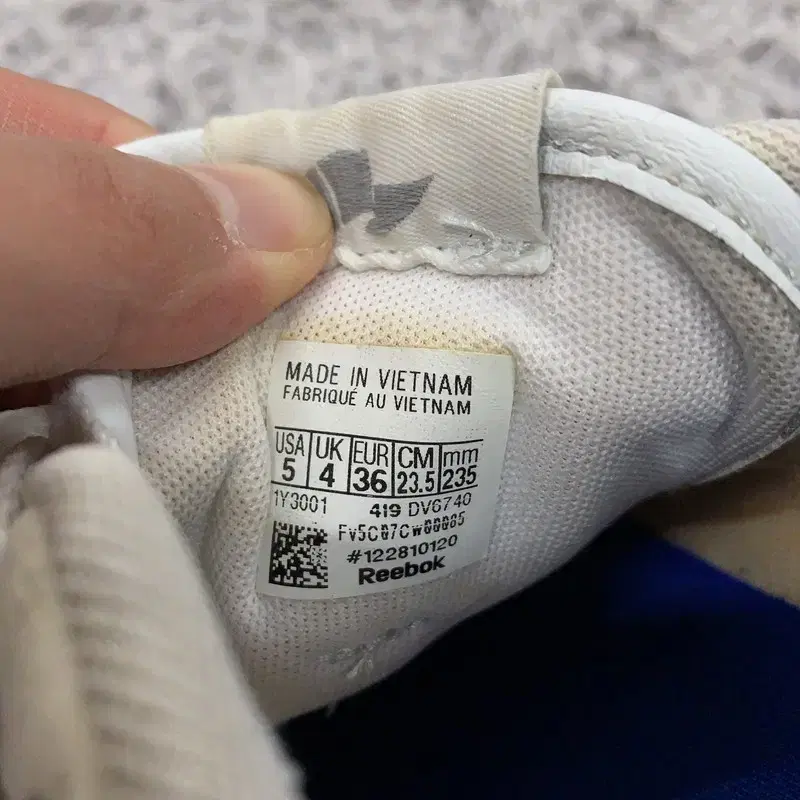 MADE IN VIETNAM
FABRIQUÉ AU VIETNAM
USA UK EUR CM mm
5 4 36 23.5 235
1Y3001 419 DV6740
FV5C07CW00085
#122810120
Reebok